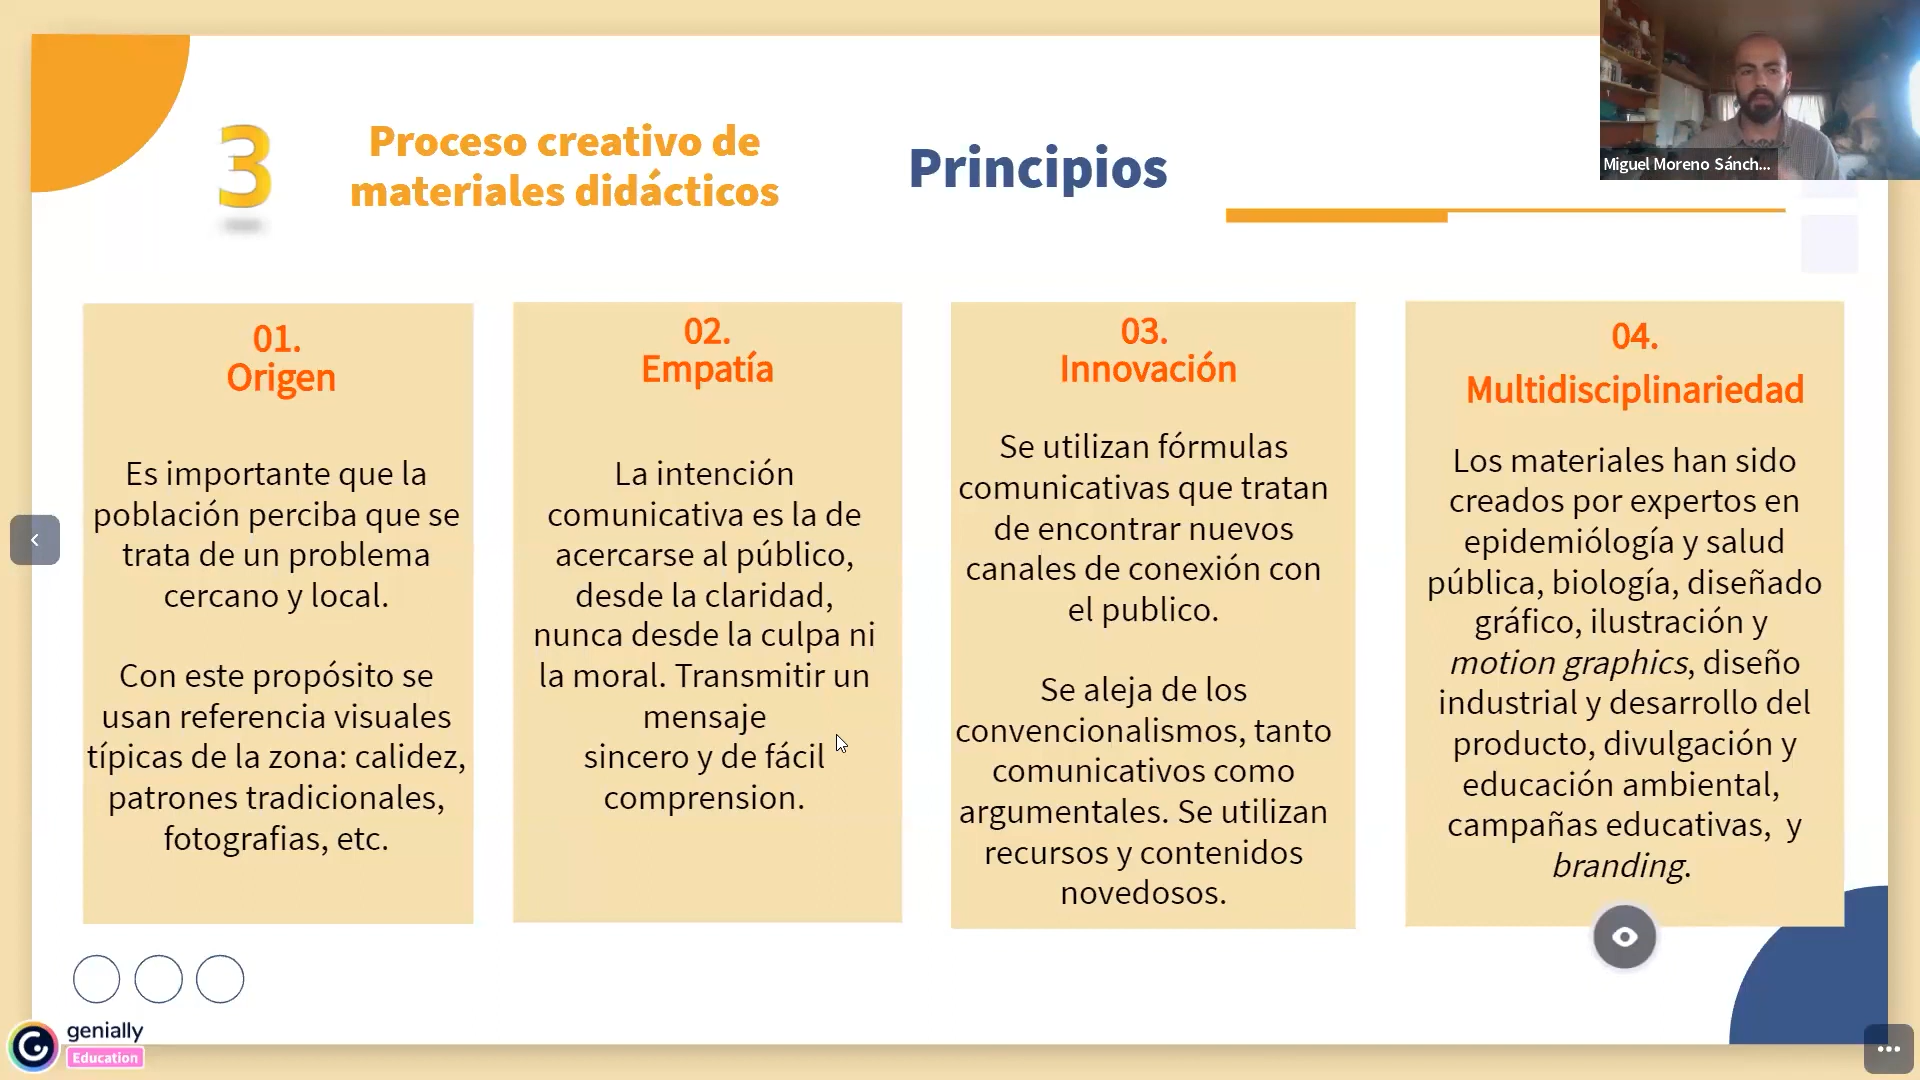 3
Proceso creativo de
materiales didácticos
Principios
Miguel Moreno Sánch...
01.
Origen
Es importante que la
población perciba que se
trata de un problema
cercano y local.
Con este propósito se
usan referencia visuales
típicas de la zona: calidez,
patrones tradicionales,
fotografias, etc.
02.
Empatía
La intención
comunicativa es la de
acercarse al público,
desde la claridad,
nunca desde la culpa ni
la moral. Transmitir un
mensaje
sincero y de fácil
comprension.
03.
Innovación
Se utilizan fórmulas
comunicativas que tratan
de encontrar nuevos
canales de conexión con
el publico.
Se aleja de los
convencionalismos, tanto
comunicativos como
argumentales. Se utilizan
recursos y contenidos
novedosos.
04.
Multidisciplinariedad
Los materiales han sido
creados por expertos en
epidemiólogía y salud
pública, biología, diseñado
gráfico, ilustración y
motion graphics, diseño
industrial y desarrollo del
producto, divulgación y
educación ambiental,
campañas educativas, y
branding.
genially
Education